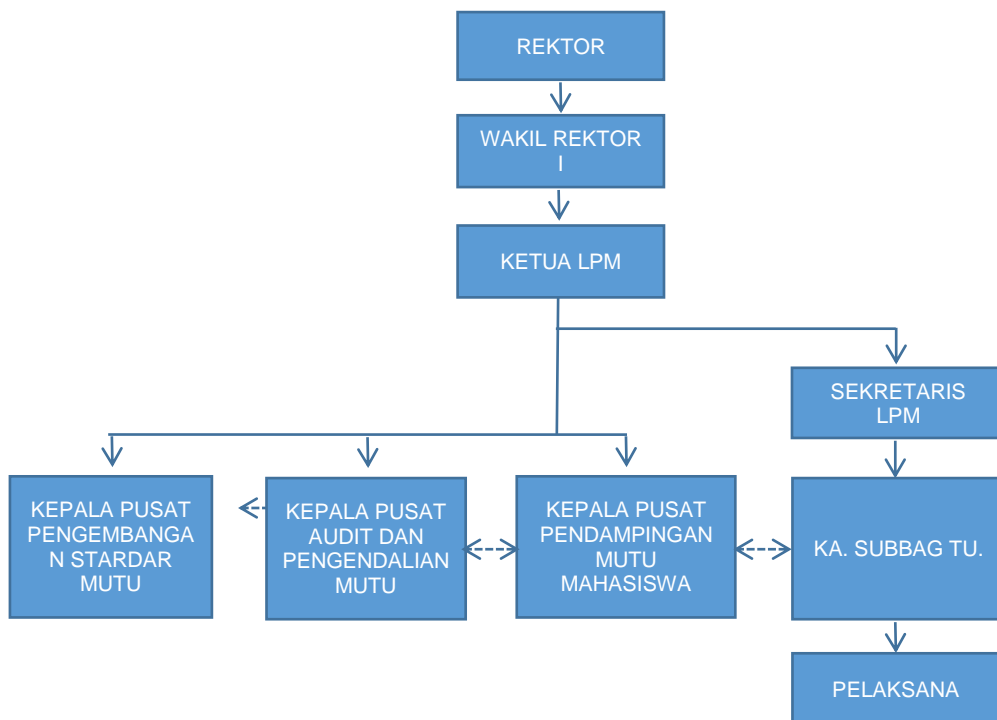 REKTOR
WAKIL REKTOR
I
KETUA LPM
SEKRETARIS
LPM
KEPALA PUSAT
PENGEMBANGA
N STARDAR
MUTU
KEPALA PUSAT
AUDIT DAN
PENGENDALIAN
MUTU
KEPALA PUSAT
PENDAMPINGAN
MUTU
MAHASISWA
KA. SUBBAG TU.
PELAKSANA